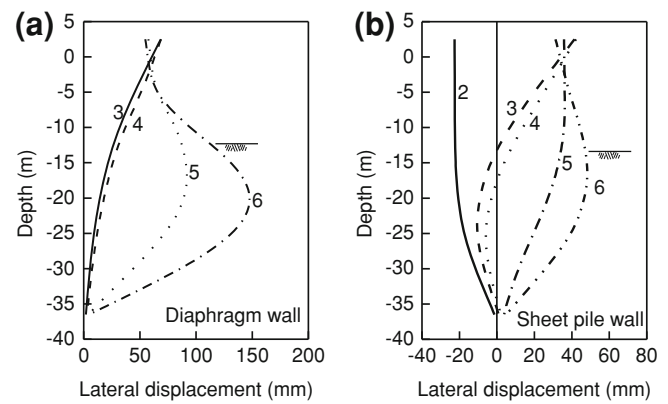 (a)
5
0
-5
-10
-15
-20
-25
-30
-35
-40
Depth (m)
3
4
5
6
Diaphragm wall
0 50 100 150 200
Lateral displacement (mm)
(b)
5
0
-5
-10
-15
-20
-25
-30
-35
-40
Depth (m)
2
3
4
5
6
Sheet pile wall
-40 -20 0 20 40 60 80
Lateral displacement (mm)